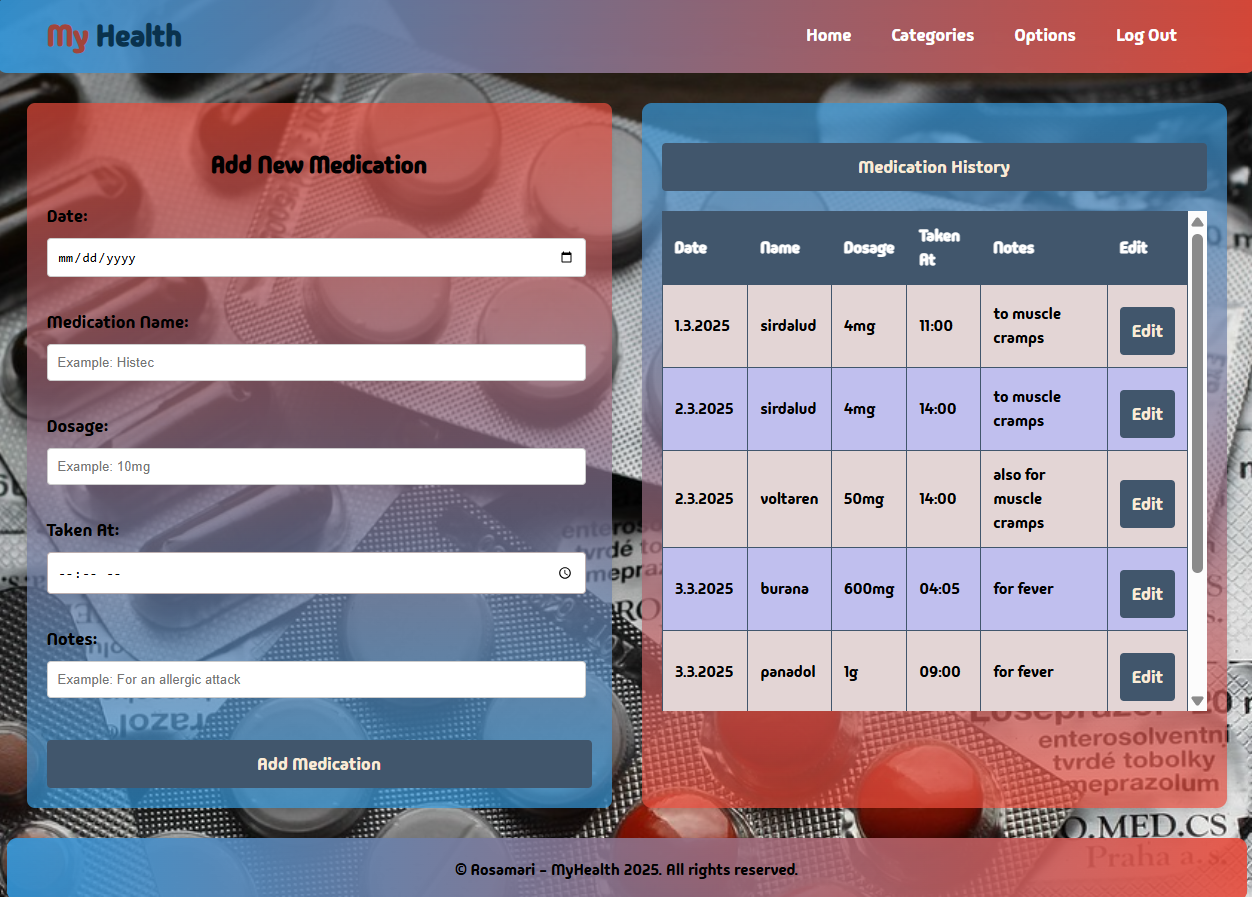 My Health
Home Categories Options Log Out
Add New Medication
Date:
mm/dd/yyyy
Medication Name:
Example: Histec
Dosage:
Example: 10mg
Taken At:
--:-- --
Notes:
Example: For an allergic attack
Add Medication
Medication History
Date Name Dosage Taken At Notes Edit
1.3.2025 sirdalud 4mg 11:00 to muscle cramps Edit
2.3.2025 sirdalud 4mg 14:00 to muscle cramps Edit
2.3.2025 voltaren 50mg 14:00 also for muscle cramps Edit
3.3.2025 burana 600mg 04:05 for fever Edit
3.3.2025 panadol 1g 09:00 for fever Edit
enterosolventní
tvrdé tobolky
meprazolum
O.MED.CS
Praha a.s.
© Rosamari - MyHealth 2025. All rights reserved.